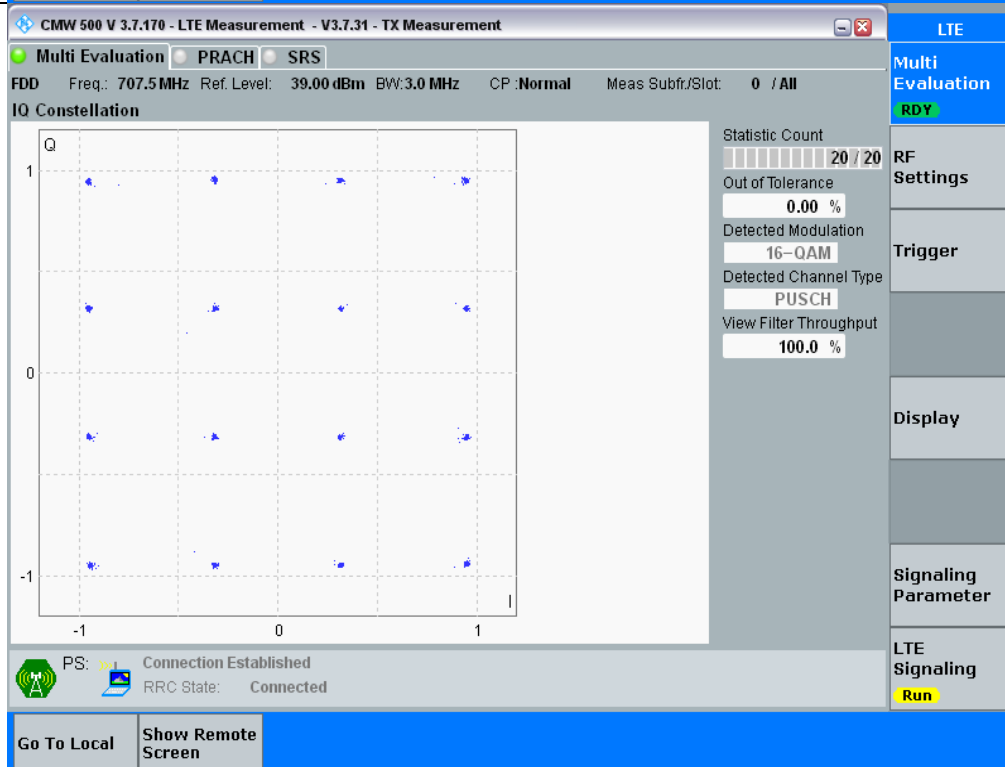 CMW 500 V 3.7.170 - LTE Measurement - V3.7.31 - TX Measurement
LTE
Multi Evaluation PRACH SRS
FDD Freq.: 707.5 MHz Ref. Level: 39.00 dBm BW:3.0 MHz CP :Normal Meas Subfr./Slot: 0 / All
IQ Constellation
Q
1
0
-1
-1 0 1
I
Statistic Count
20 / 20
Out of Tolerance
0.00 %
Detected Modulation
16-QAM
Detected Channel Type
PUSCH
View Filter Throughput
100.0 %
PS: Connection Established
RRC State: Connected
Multi
Evaluation
RDY
RF
Settings
Trigger
Display
Signaling
Parameter
LTE
Signaling
Run
Go To Local
Show Remote
Screen